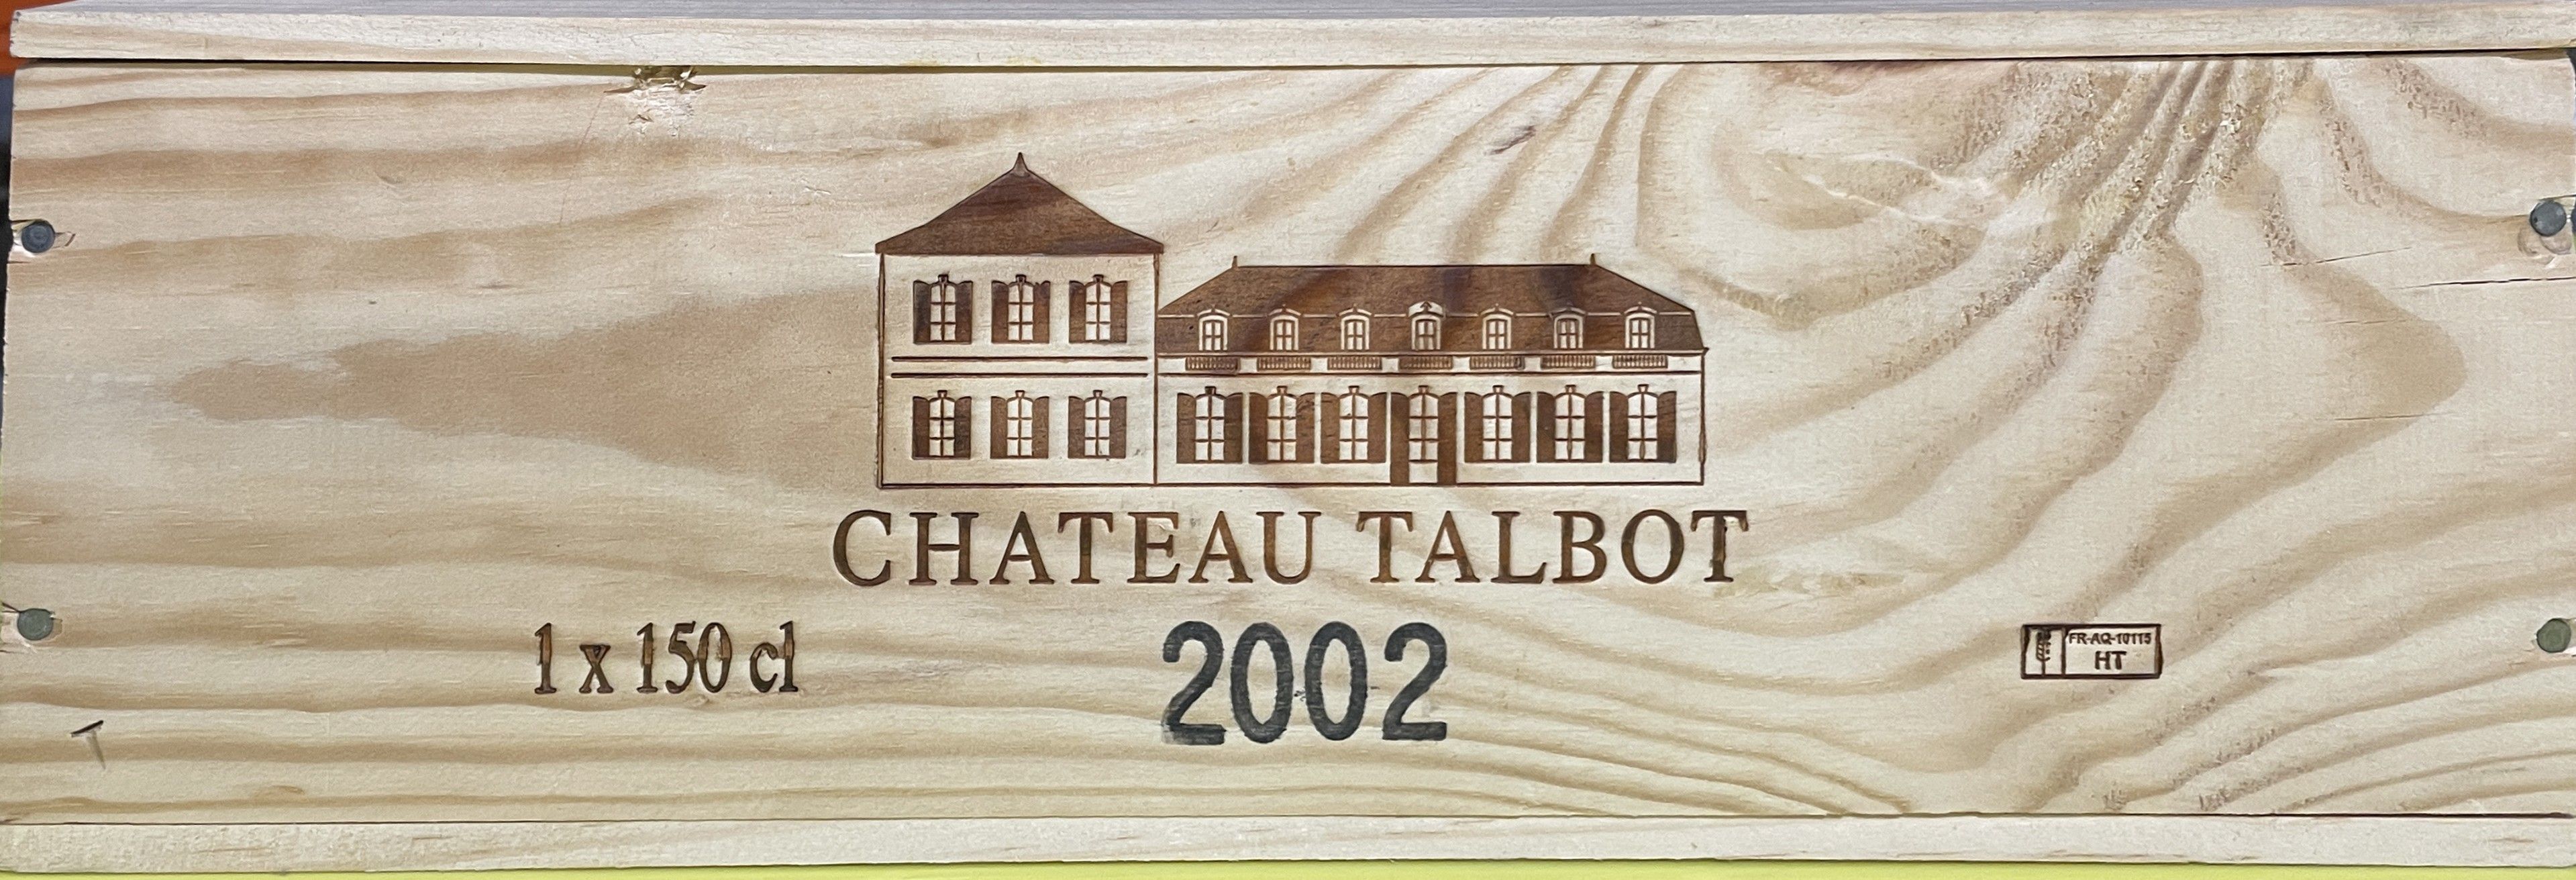 CHATEAU TALBOT
1 x 150 cl
2002
FR-AQ-10115
HT